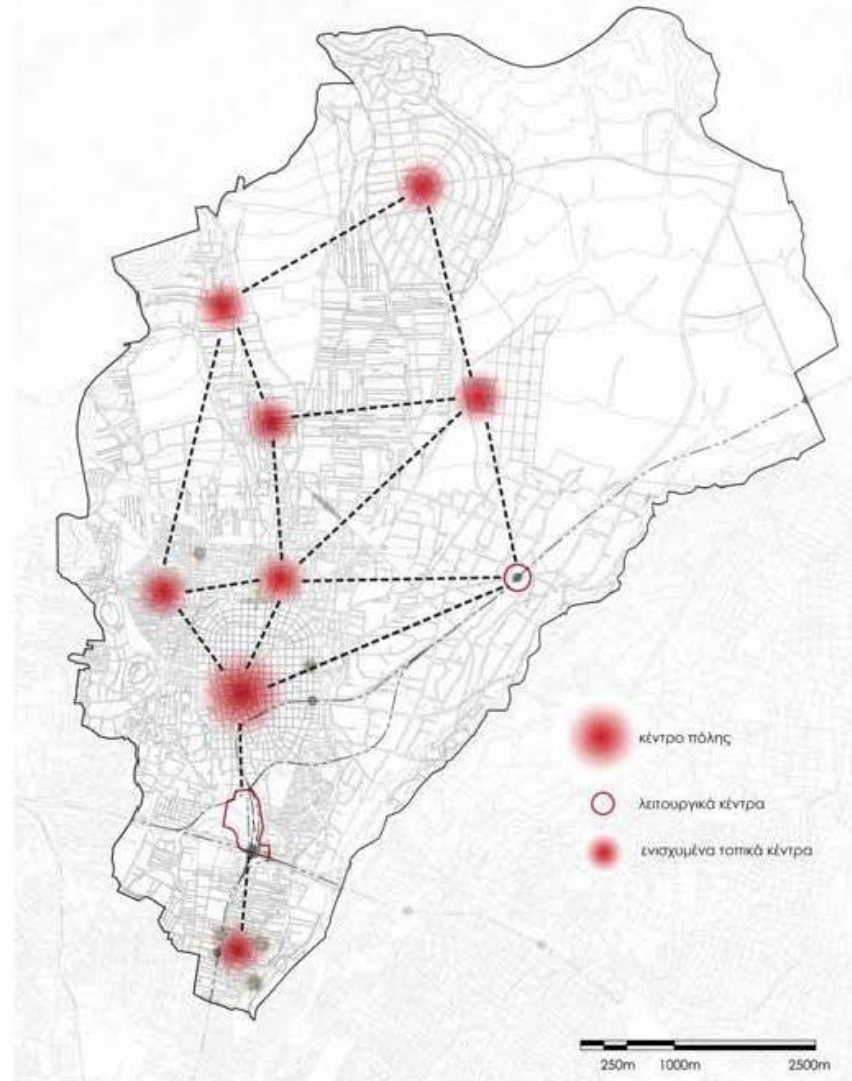 κέντρο πόλης
λειτουργικά κέντρα
ενισχυμένα τοπικά κέντρα
250m 1000m 2500m